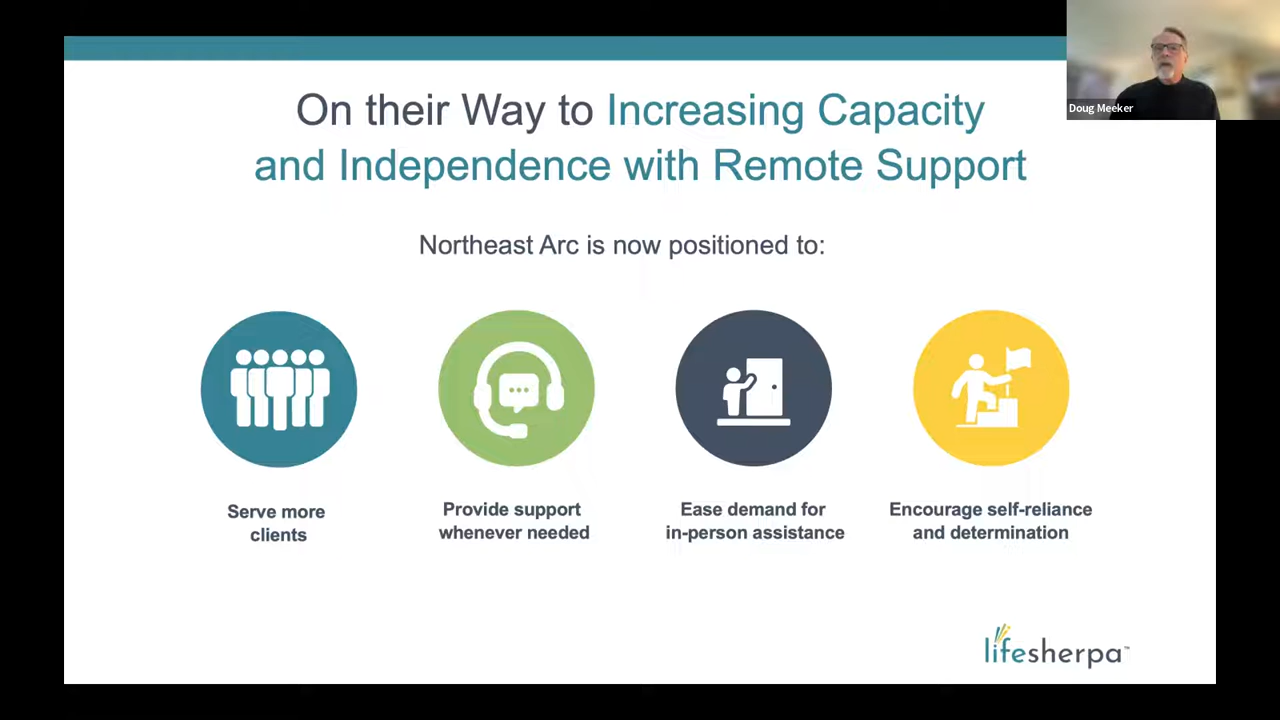 On their Way to Increasing Capacity
and Independence with Remote Support
Doug Meeker
Northeast Arc is now positioned to:
Serve more
clients
Provide support
whenever needed
Ease demand for
in-person assistance
Encourage self-reliance
and determination
lifesherpa™